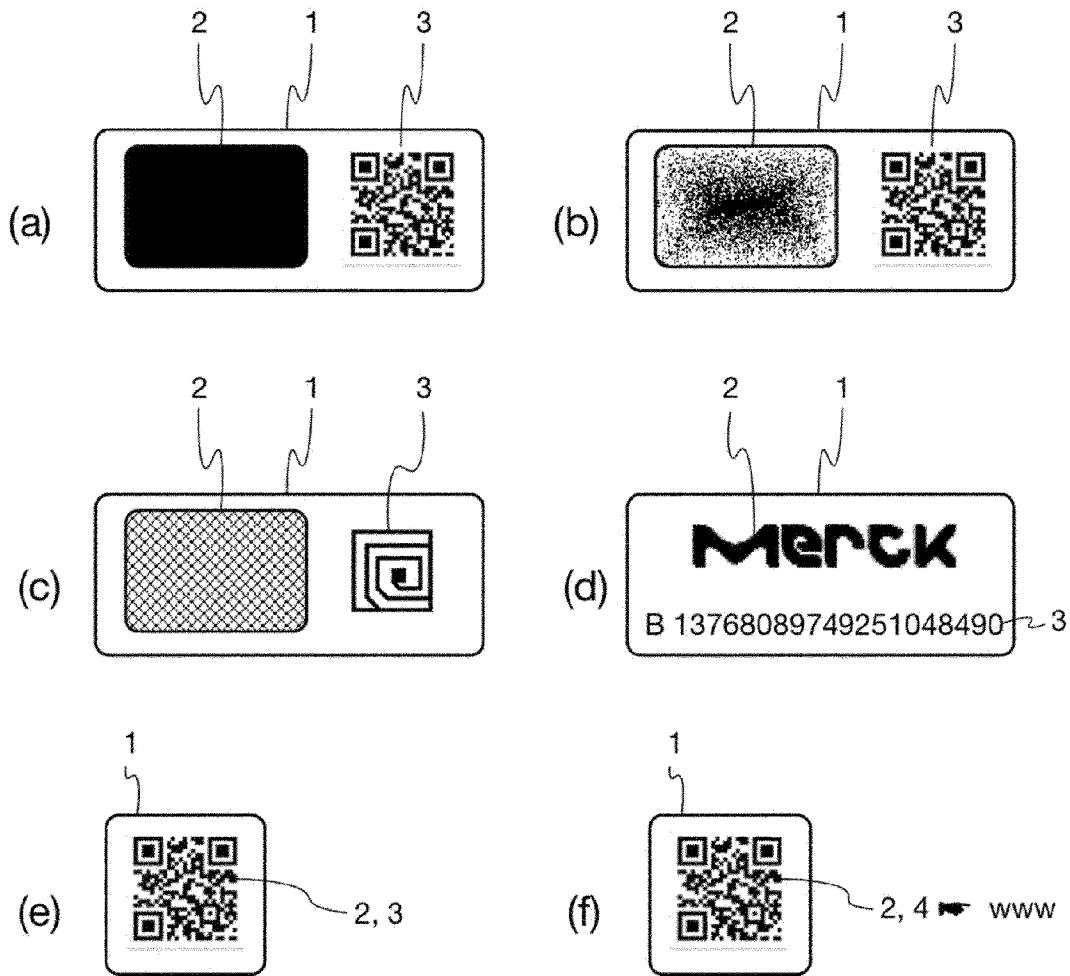 2 1 3 2 1 3
(a) (b)
2 1 3 2 1
(c) (d) Merck
B 13768089749251048490 3
1 1
(e) 2, 3 (f) 2, 4 ☛ www